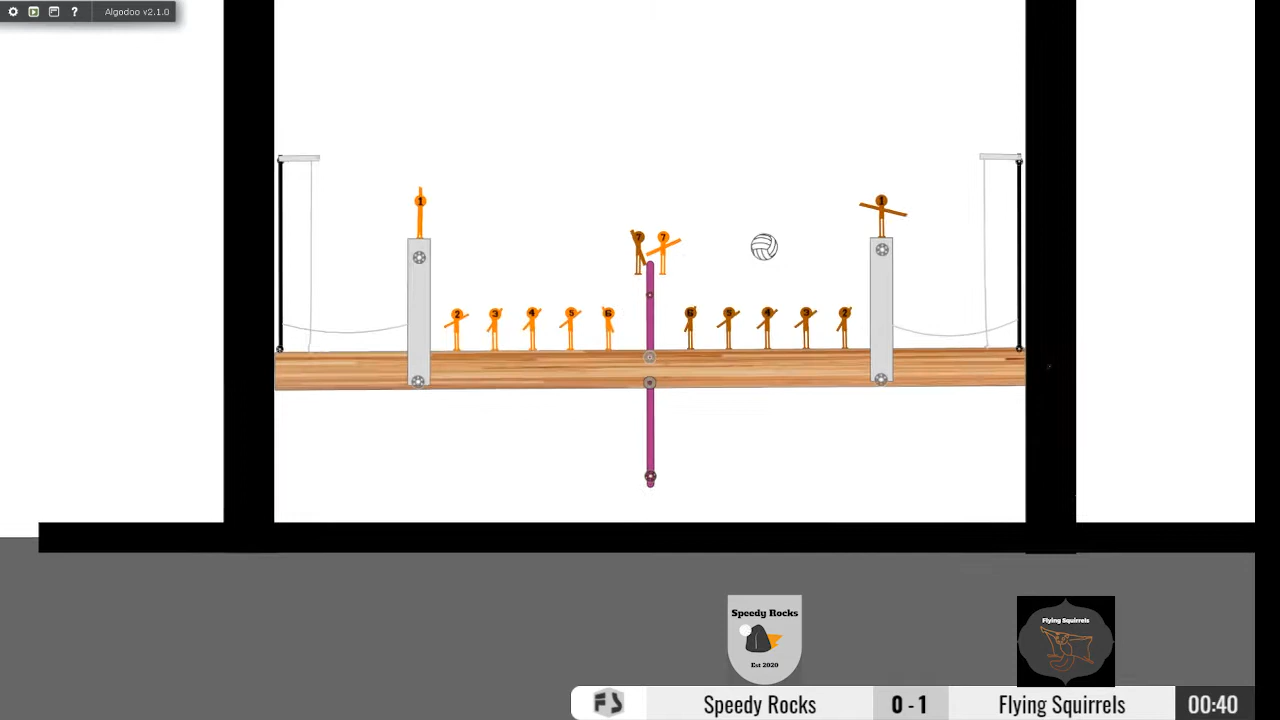 ? Algodoo v2.1.0
1 1
7 7
2 3 4 5 6 6 5 4 3 2
Speedy Rocks
Est 2020
Flying Squirrels
FS Speedy Rocks 0 - 1 Flying Squirrels 00:40